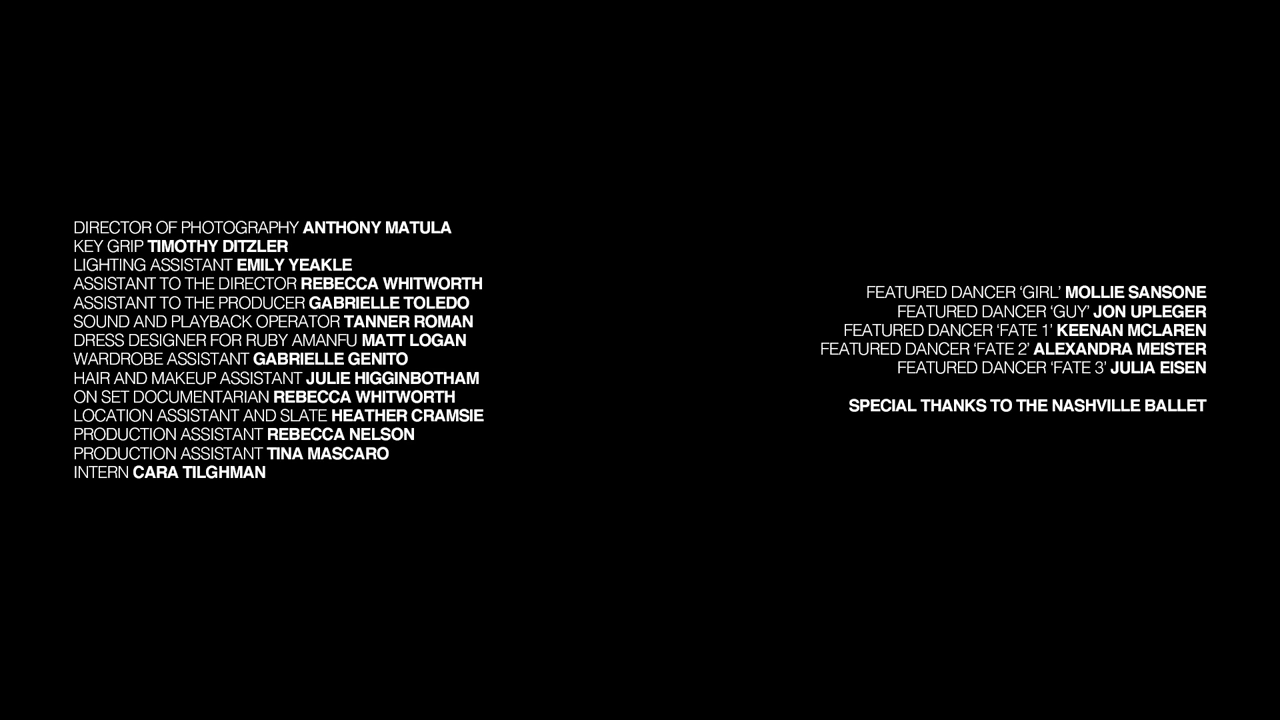 DIRECTOR OF PHOTOGRAPHY ANTHONY MATULA
KEY GRIP TIMOTHY DITZLER
LIGHTING ASSISTANT EMILY YEAKLE
ASSISTANT TO THE DIRECTOR REBECCA WHITWORTH
ASSISTANT TO THE PRODUCER GABRIELLE TOLEDO
SOUND AND PLAYBACK OPERATOR TANNER ROMAN
DRESS DESIGNER FOR RUBY AMANFU MATT LOGAN
WARDROBE ASSISTANT GABRIELLE GENITO
HAIR AND MAKEUP ASSISTANT JULIE HIGGINBOTHAM
ON SET DOCUMENTARIAN REBECCA WHITWORTH
LOCATION ASSISTANT AND SLATE HEATHER CRAMSIE
PRODUCTION ASSISTANT REBECCA NELSON
PRODUCTION ASSISTANT TINA MASCARO
INTERN CARA TILGHMAN
FEATURED DANCER ‘GIRL’ MOLLIE SANSONE
FEATURED DANCER ‘GUY’ JON UPLEGER
FEATURED DANCER ‘FATE 1’ KEENAN MCLAREN
FEATURED DANCER ‘FATE 2’ ALEXANDRA MEISTER
FEATURED DANCER ‘FATE 3’ JULIA EISEN
SPECIAL THANKS TO THE NASHVILLE BALLET